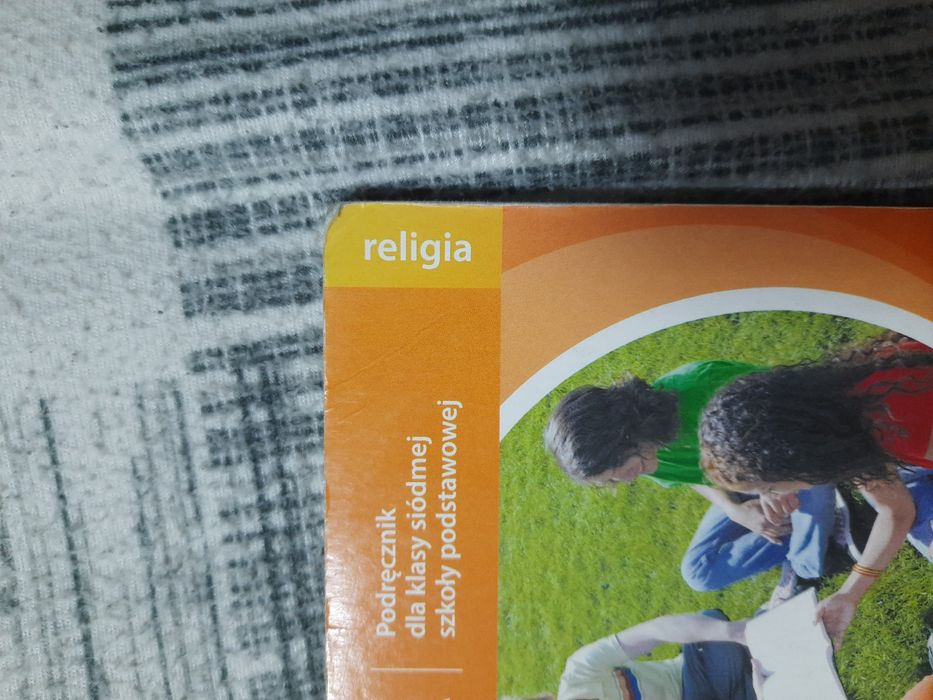 religia
Podręcznik
dla klasy siódmej
szkoły podstawowej